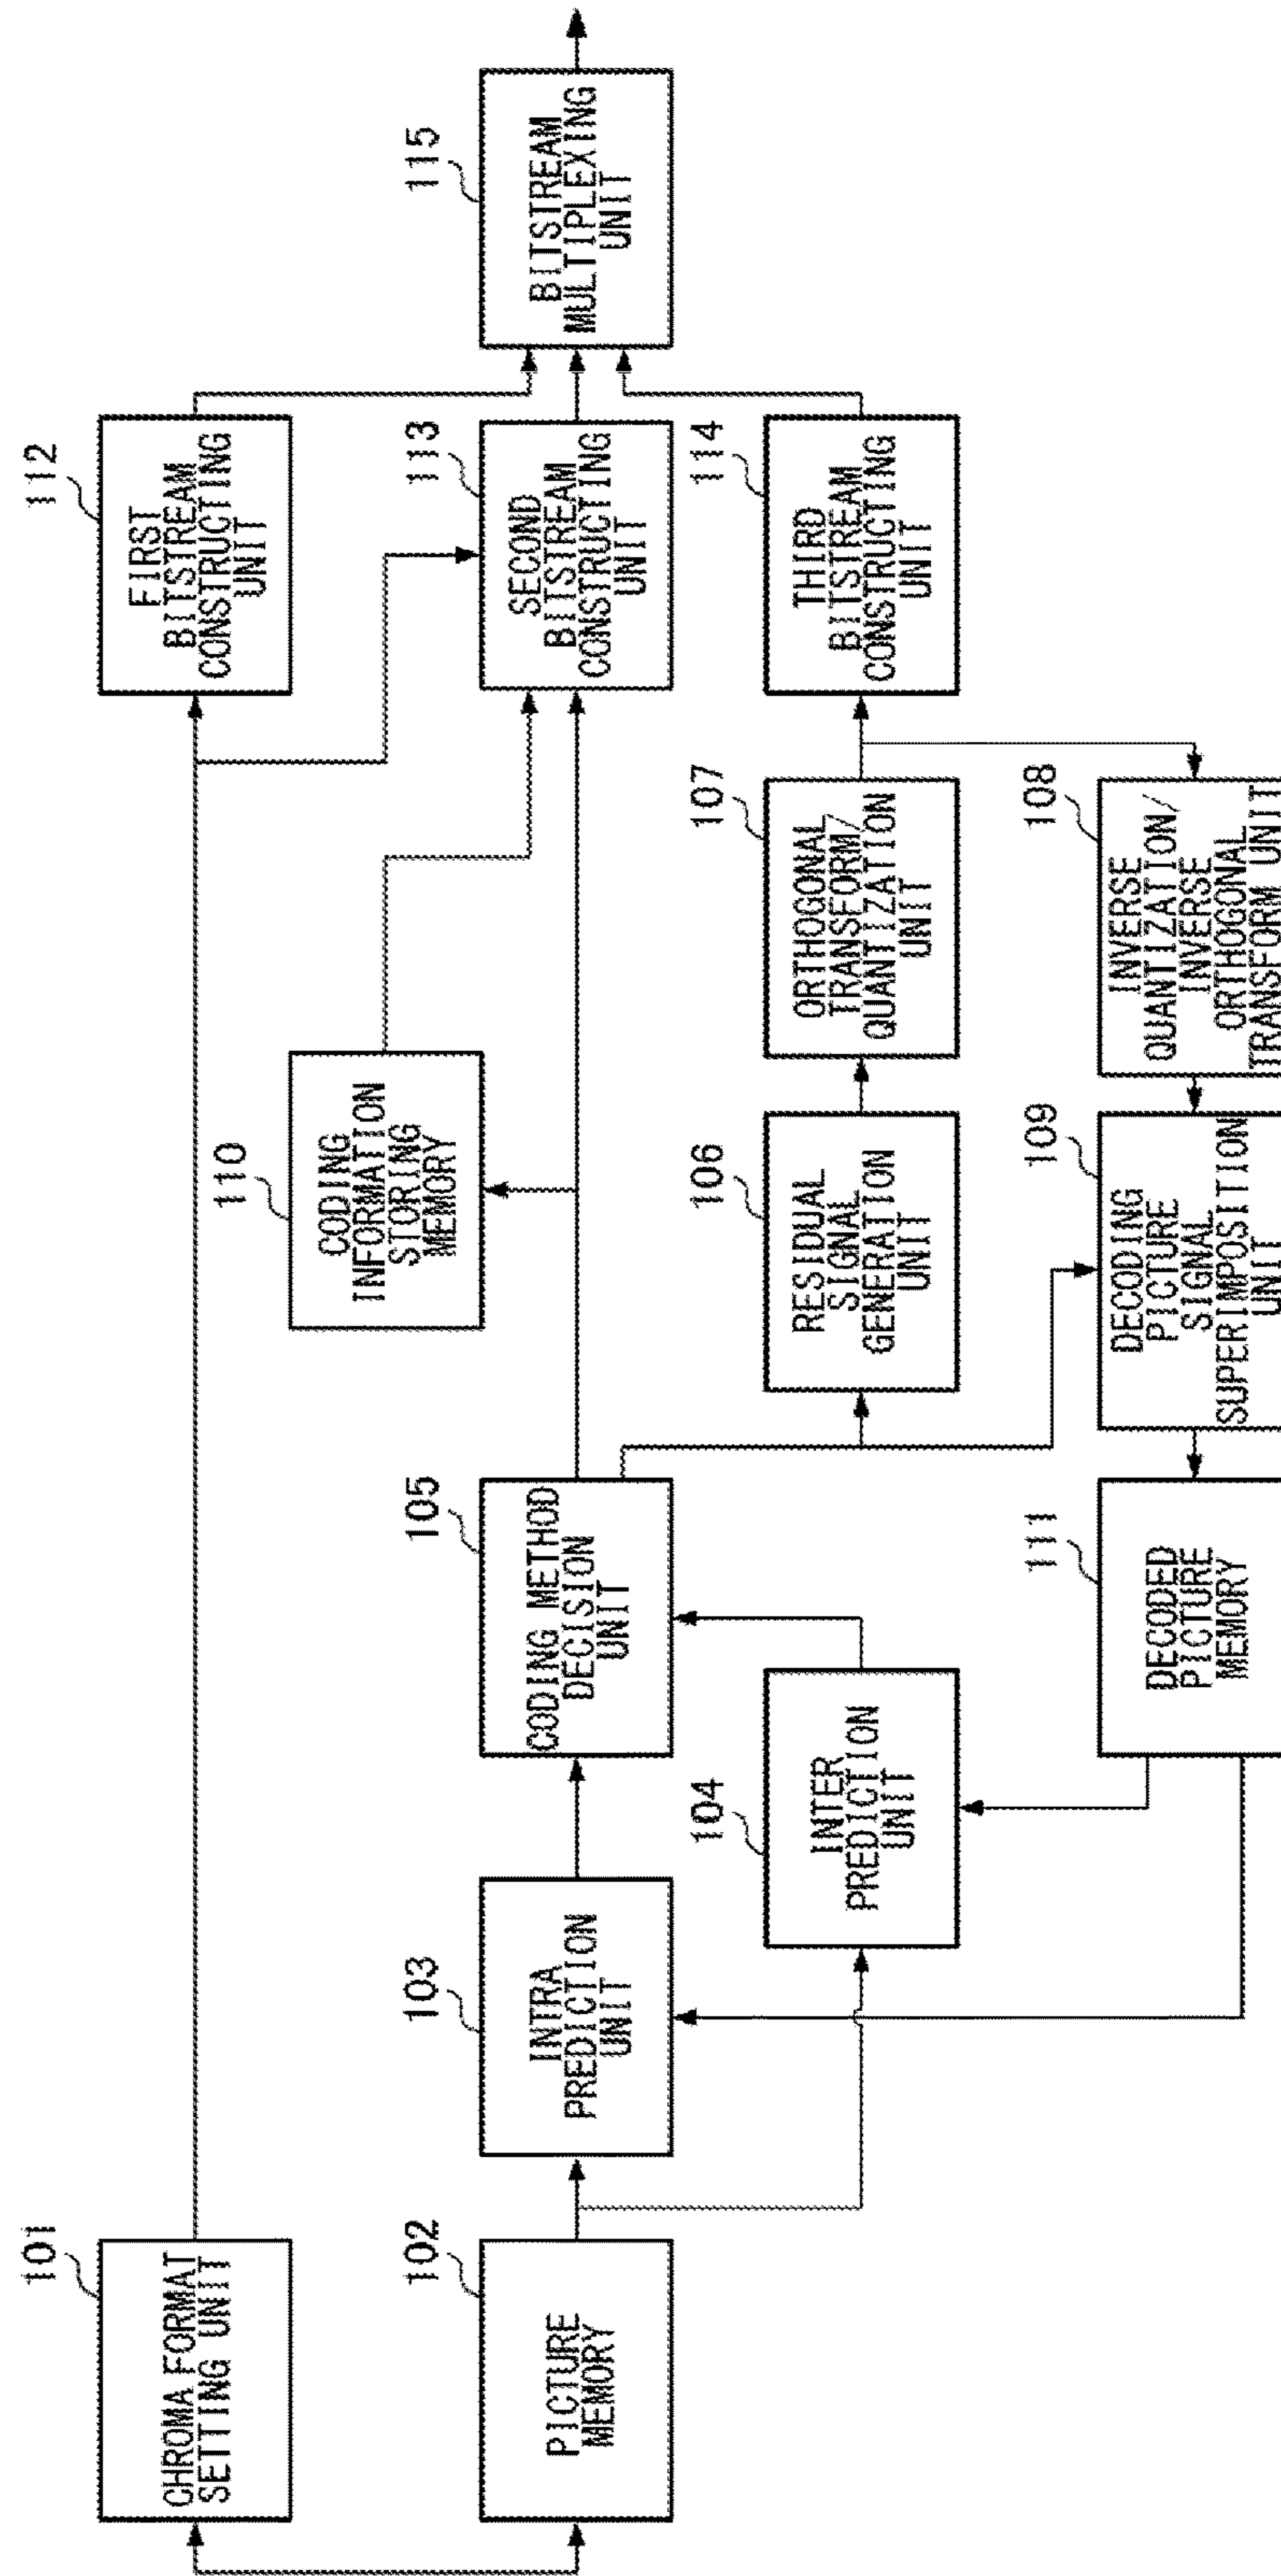 101
CHROMA FORMAT
SETTING UNIT
102
PICTURE
MEMORY
103
INTRA
PREDICTION
UNIT
104
INTER
PREDICTION
UNIT
105
CODING METHOD
DECISION
UNIT
110
CODING
INFORMATION
STORING
MEMORY
106
RESIDUAL
SIGNAL
GENERATION
UNIT
107
ORTHOGONAL
TRANSFORM/
QUANTIZATION
UNIT
108
INVERSE
QUANTIZATION/
INVERSE
ORTHOGONAL
TRANSFORM UNIT
109
DECODING
PICTURE
SIGNAL
SUPERIMPOSITION
UNIT
111
DECODED
PICTURE
MEMORY
112
FIRST
BITSTREAM
CONSTRUCTING
UNIT
113
SECOND
BITSTREAM
CONSTRUCTING
UNIT
114
THIRD
BITSTREAM
CONSTRUCTING
UNIT
115
BITSTREAM
MULTIPLEXING
UNIT